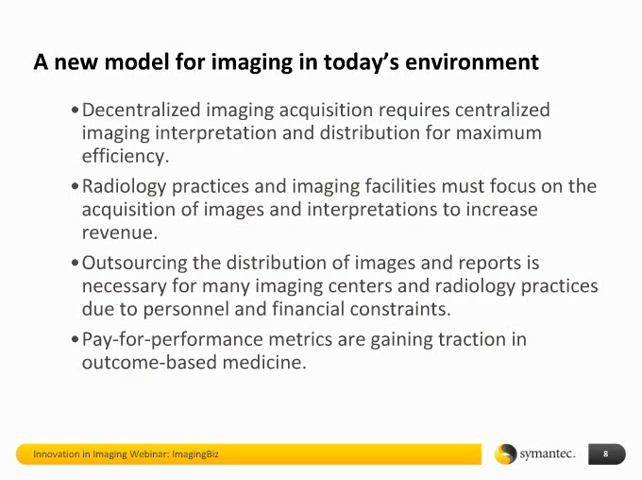 A new model for imaging in today's environment
•Decentralized imaging acquisition requires centralized
imaging interpretation and distribution for maximum
efficiency.
•Radiology practices and imaging facilities must focus on the
acquisition of images and interpretations to increase
revenue.
•Outsourcing the distribution of images and reports is
necessary for many imaging centers and radiology practices
due to personnel and financial constraints.
•Pay-for-performance metrics are gaining traction in
outcome-based medicine.
Innovation in Imaging Webinar: ImagingBiz
symantec.
8